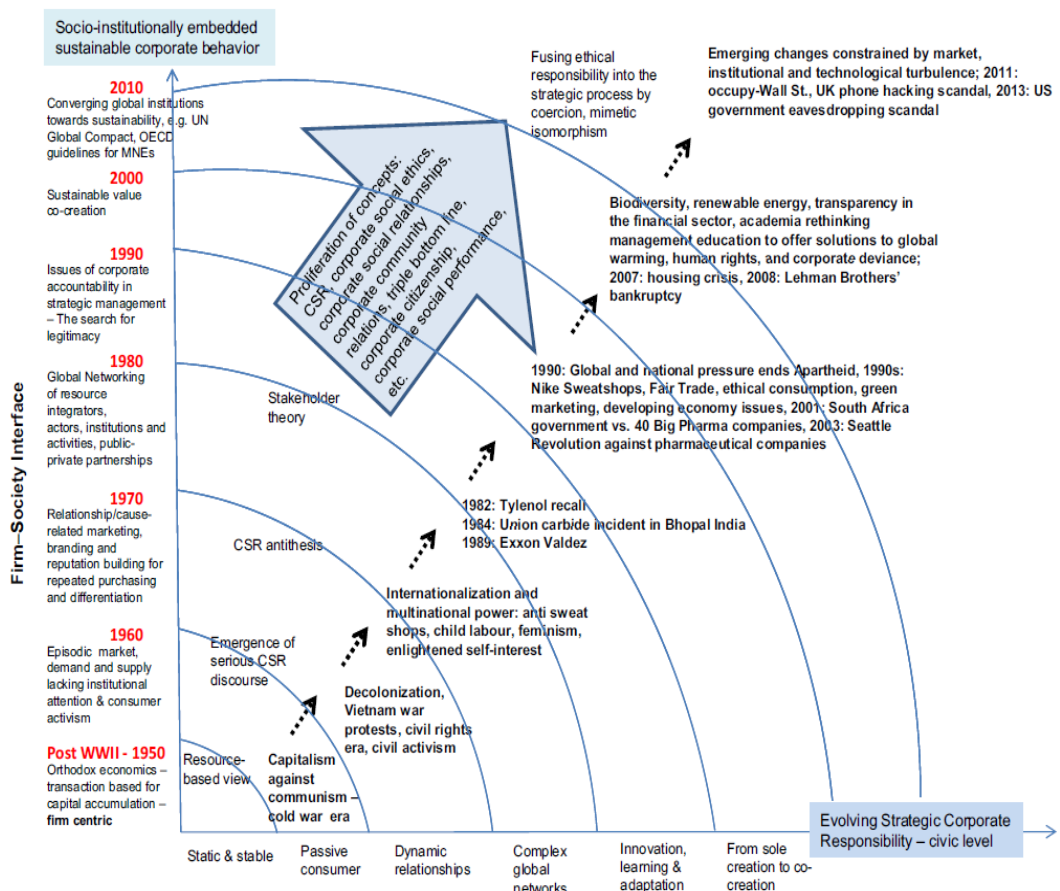 Socio-institutionally embedded
sustainable corporate behavior
Firm–Society Interface
2010
Converging global institutions
towards sustainability, e.g. UN
Global Compact, OECD
guidelines for MNEs
2000
Sustainable value
co-creation
1990
Issues of corporate
accountability in
strategic management
– The search for
legitimacy
1980
Global Networking
of resource
integrators,
actors, institutions and
activities, public-
private partnerships
1970
Relationship/cause-
related marketing,
branding and
reputation building for
repeated purchasing
and differentiation
1960
Episodic market,
demand and supply
lacking institutional
attention & consumer
activism
Post WWII - 1950
Orthodox economics –
transaction based for
capital accumulation –
firm centric
Fusing ethical
responsibility into the
strategic process by
coercion, mimetic
isomorphism
Emerging changes constrained by market,
institutional and technological turbulence; 2011:
occupy-Wall St., UK phone hacking scandal, 2013: US
government eavesdropping scandal
Proliferation of concepts:
CSR, corporate social ethics,
corporate social relationships,
corporate community
relations, triple bottom line,
corporate citizenship,
corporate social performance,
etc.
Biodiversity, renewable energy, transparency in
the financial sector, academia rethinking
management education to offer solutions to global
warming, human rights, and corporate deviance;
2007: housing crisis, 2008: Lehman Brothers'
bankruptcy
Stakeholder
theory
1990: Global and national pressure ends Apartheid, 1990s:
Nike Sweatshops, Fair Trade, ethical consumption, green
marketing, developing economy issues, 2001: South Africa
government vs. 40 Big Pharma companies, 2003: Seattle
Revolution against pharmaceutical companies
CSR antithesis
1982: Tylenol recall
1984: Union carbide incident in Bhopal India
1989: Exxon Valdez
Emergence of
serious CSR
discourse
Internationalization and
multinational power: anti sweat
shops, child labour, feminism,
enlightened self-interest
Decolonization,
Vietnam war
protests, civil rights
era, civil activism
Resource-
based view
Capitalism
against
communism –
cold war era
Evolving Strategic Corporate
Responsibility – civic level
Static & stable
Passive
consumer
Dynamic
relationships
Complex
global
networks
Innovation,
learning &
adaptation
From sole
creation to co-
creation